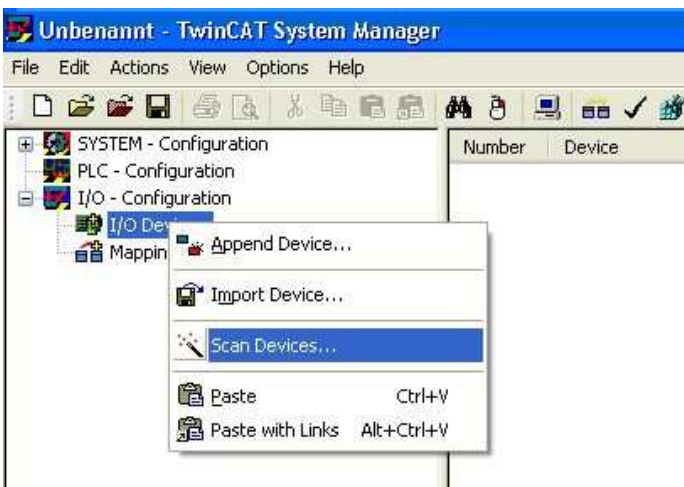 Unbenannt - TwinCAT System Manager
File Edit Actions View Options Help
SYSTEM - Configuration
PLC - Configuration
I/O - Configuration
I/O Dev
Mappin
Number Device
Append Device...
Import Device...
Scan Devices...
Paste Ctrl+V
Paste with Links Alt+Ctrl+V